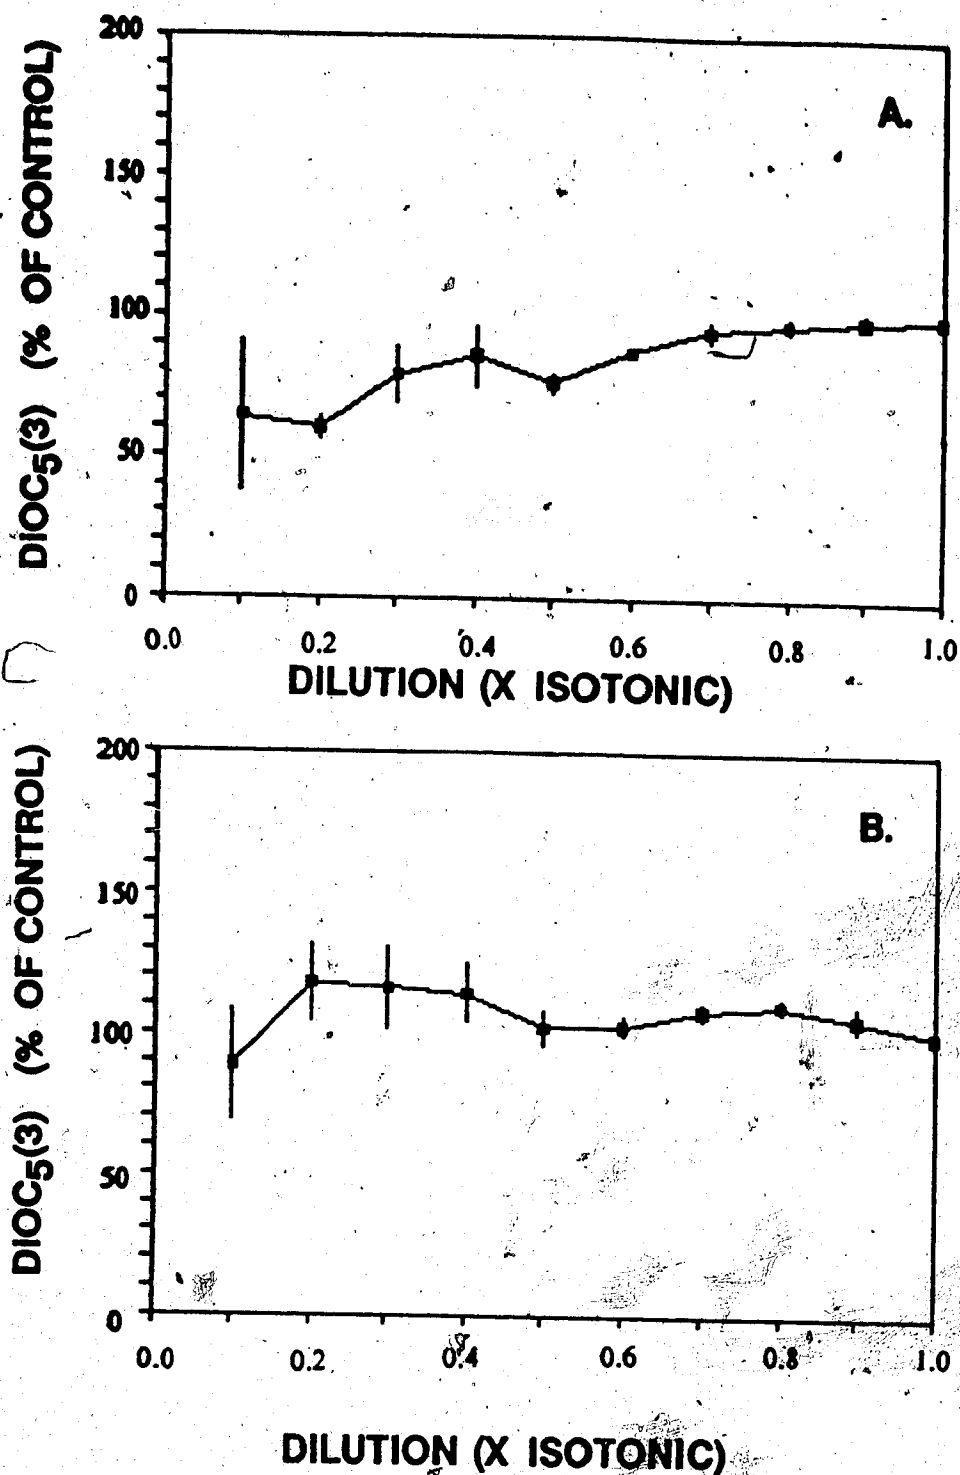 200
A.
150
100
50
0
DIOC5(3) (% OF CONTROL)
0.0 0.2 0.4 0.6 0.8 1.0
DILUTION (X ISOTONIC)
200
B.
150
100
50
0
DIOC5(3) (% OF CONTROL)
0.0 0.2 0.4 0.6 0.8 1.0
DILUTION (X ISOTONIC)